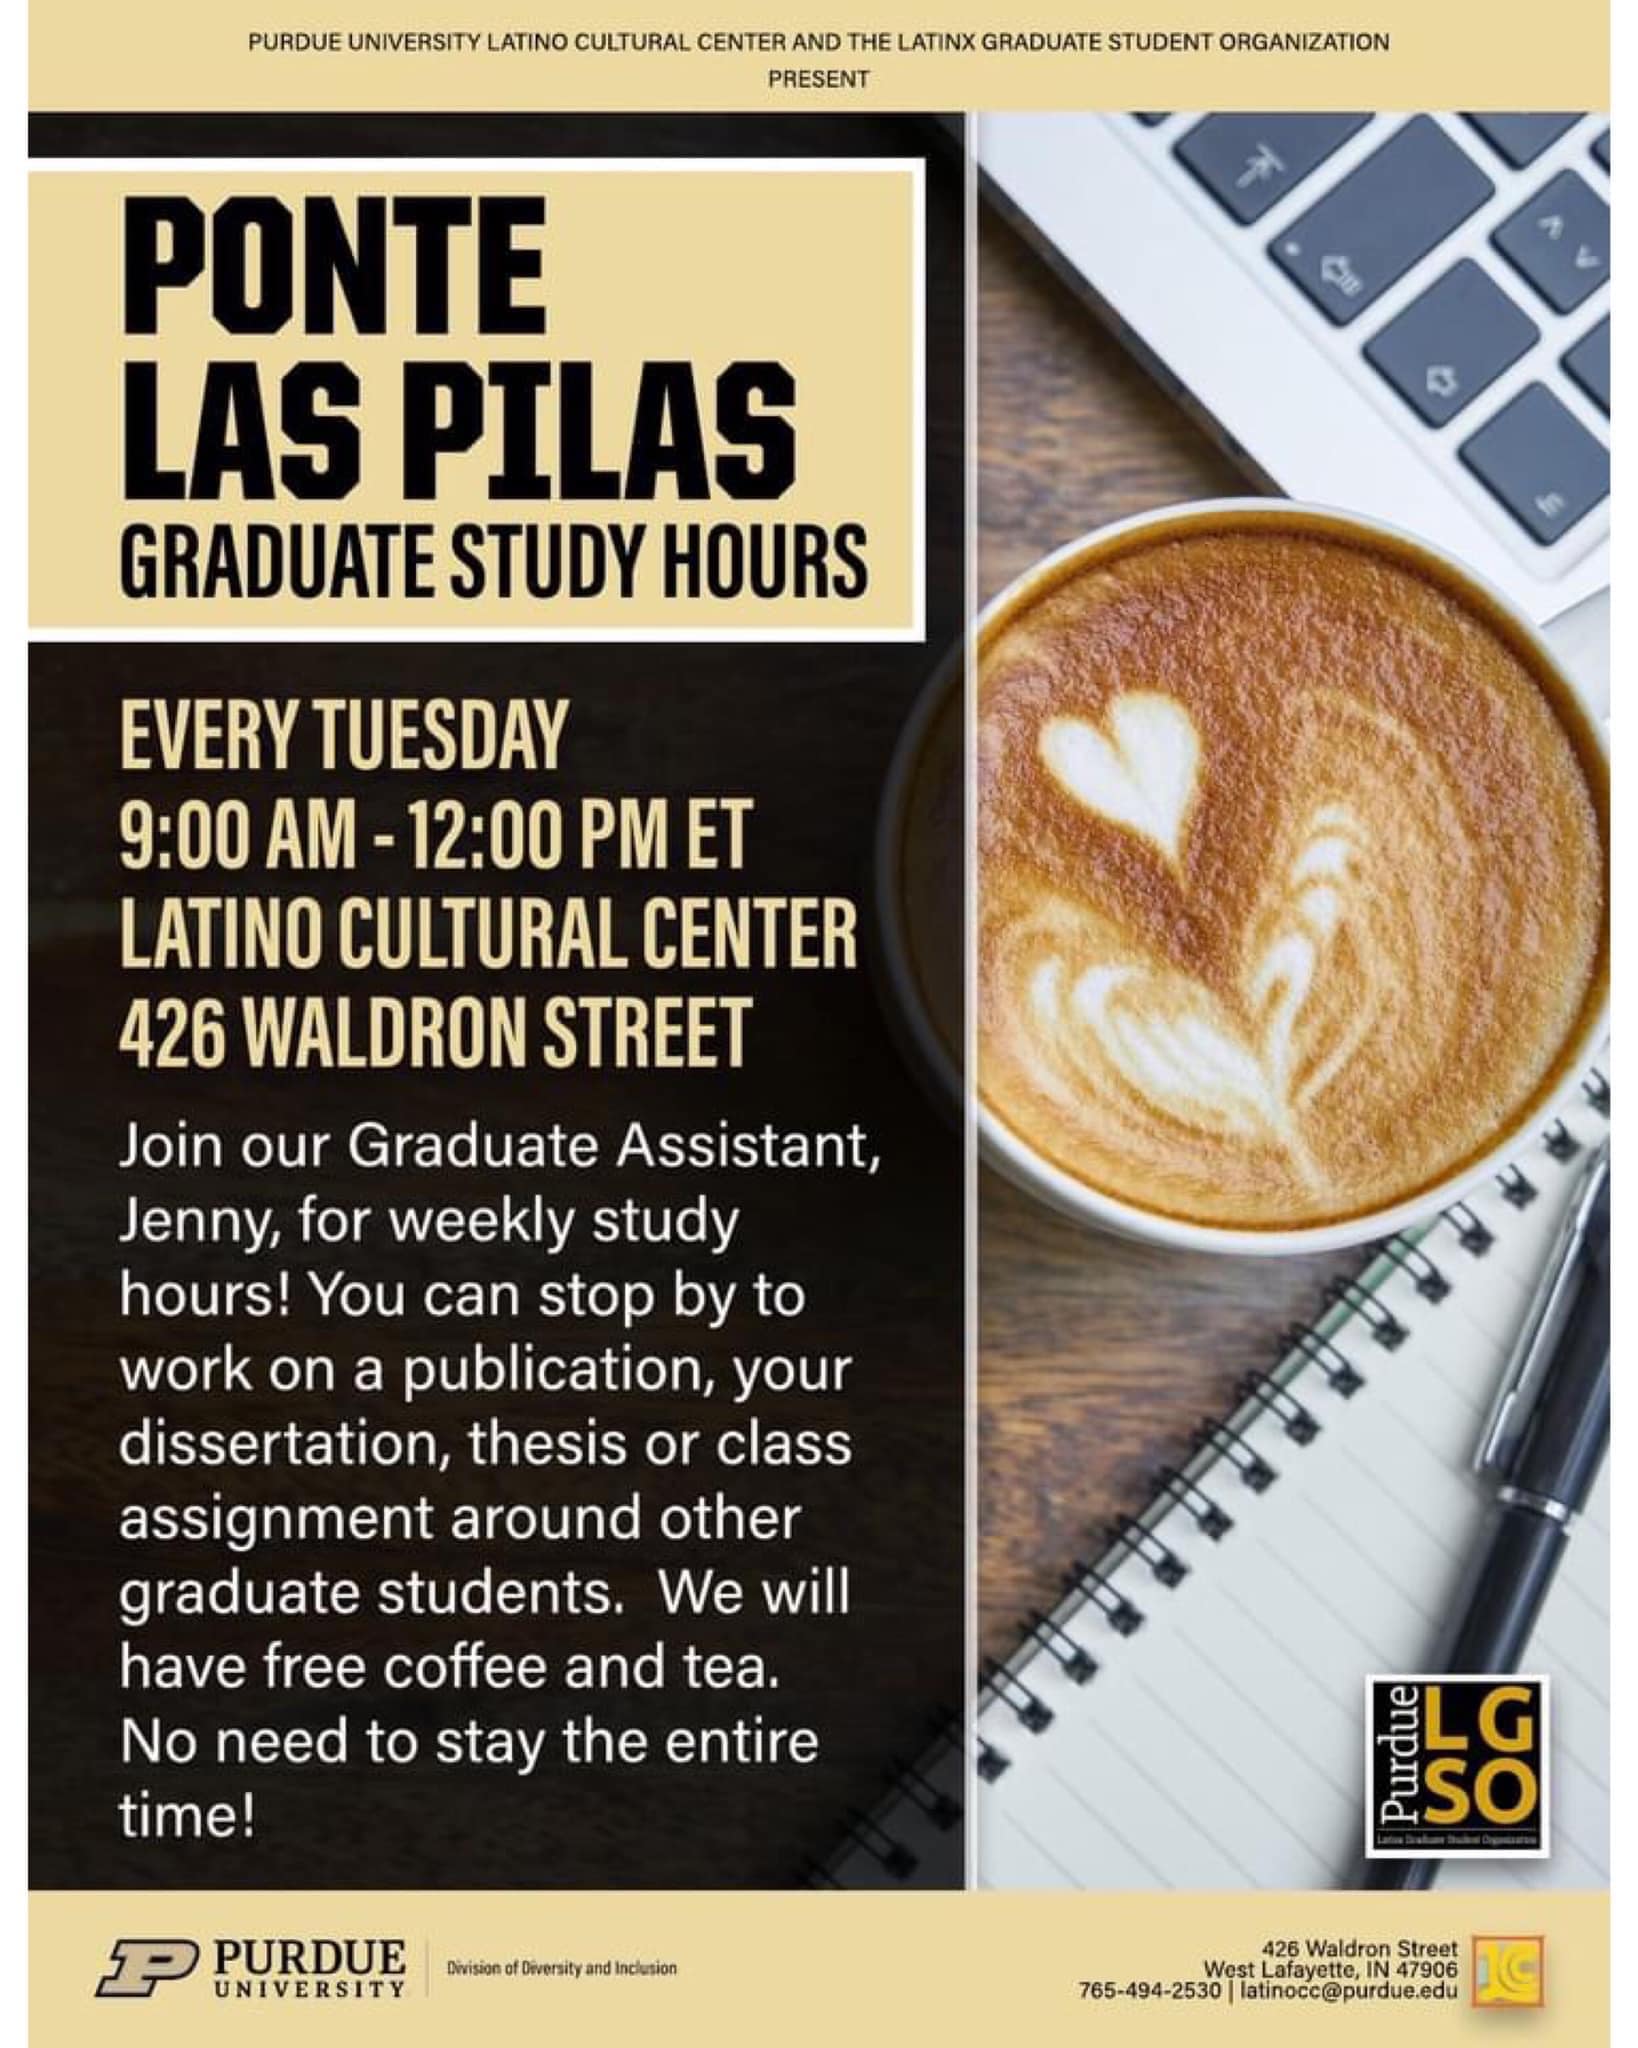 PURDUE UNIVERSITY LATINO CULTURAL CENTER AND THE LATINX GRADUATE STUDENT ORGANIZATION
PRESENT
PONTE
LAS PILAS
GRADUATE STUDY HOURS
EVERY TUESDAY
9:00 AM - 12:00 PM ET
LATINO CULTURAL CENTER
426 WALDRON STREET
Join our Graduate Assistant,
Jenny, for weekly study
hours! You can stop by to
work on a publication, your
dissertation, thesis or class
assignment around other
graduate students.  We will
have free coffee and tea.
No need to stay the entire
time!
Purdue
LG
SO
Latinx Graduate Student Organization
PURDUE
UNIVERSITY
Division of Diversity and Inclusion
426 Waldron Street
West Lafayette, IN 47906
765-494-2530 | latinocc@purdue.edu